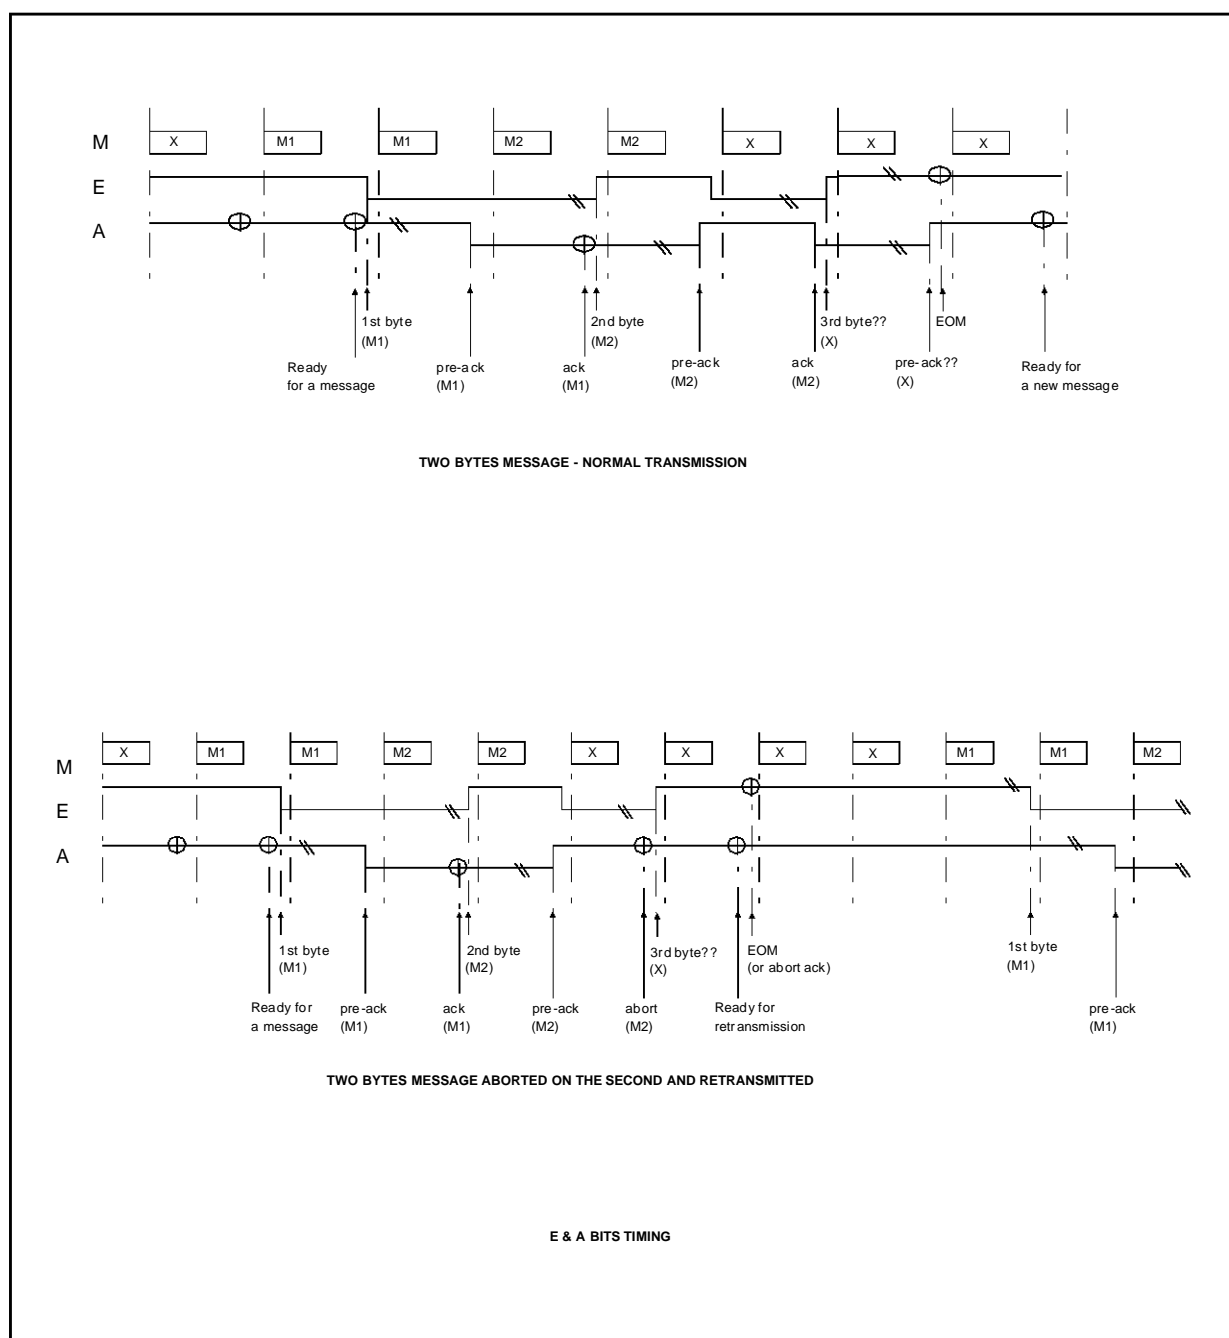 M
X
M1
M1
M2
M2
X
X
X
E
A
1st byte
(M1)
2nd byte
(M2)
3rd byte??
(X)
EOM
Ready
for a message
pre-ack
(M1)
ack
(M1)
pre-ack
(M2)
ack
(M2)
pre-ack??
(X)
Ready for
a new message
TWO BYTES MESSAGE - NORMAL TRANSMISSION
X
M1
M1
M2
M2
X
X
X
X
M1
M1
M2
M
E
A
1st byte
(M1)
2nd byte
(M2)
3rd byte??
(X)
EOM
(or abort ack)
1st byte
(M1)
Ready for
a message
pre-ack
(M1)
ack
(M1)
pre-ack
(M2)
abort
(M2)
Ready for
retransmission
pre-ack
(M1)
TWO BYTES MESSAGE ABORTED ON THE SECOND AND RETRANSMITTED
E & A BITS TIMING